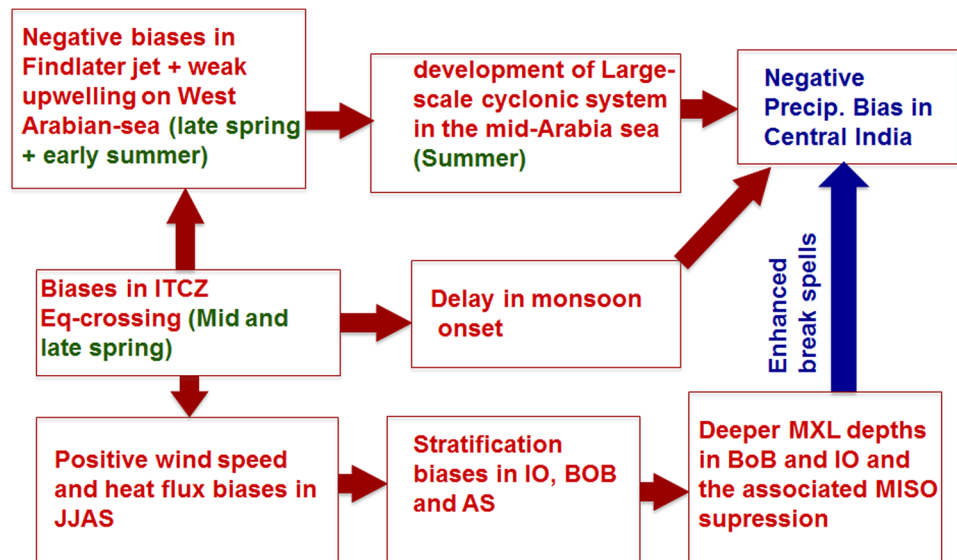 Negative biases in
Findlater jet + weak
upwelling on West
Arabian-sea (late spring
+ early summer)
development of Large-
scale cyclonic system
in the mid-Arabia sea
(Summer)
Negative
Precip. Bias in
Central India
Biases in ITCZ
Eq-crossing (Mid and
late spring)
Delay in monsoon
onset
Enhanced
break spells
Positive wind speed
and heat flux biases in
JJAS
Stratification
biases in IO, BOB
and AS
Deeper MXL depths
in BoB and IO and
the associated MISO
supression